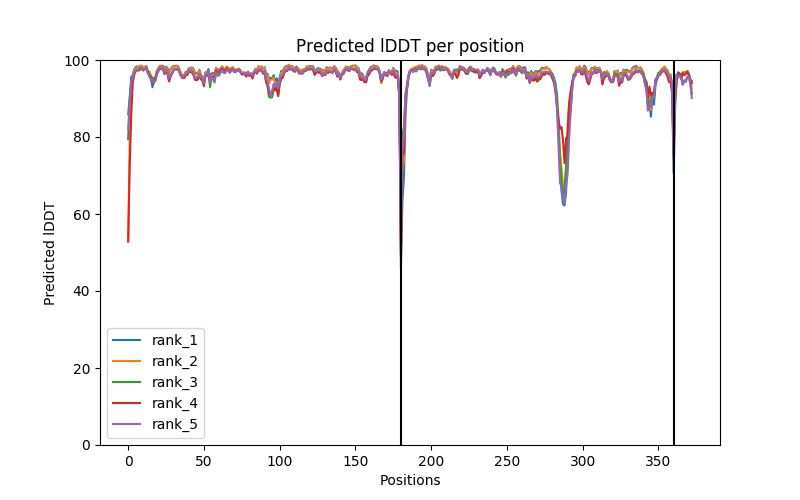 Predicted lDDT per position
Predicted lDDT
100
80
60
40
20
0
rank_1
rank_2
rank_3
rank_4
rank_5
0 50 100 150 200 250 300 350
Positions